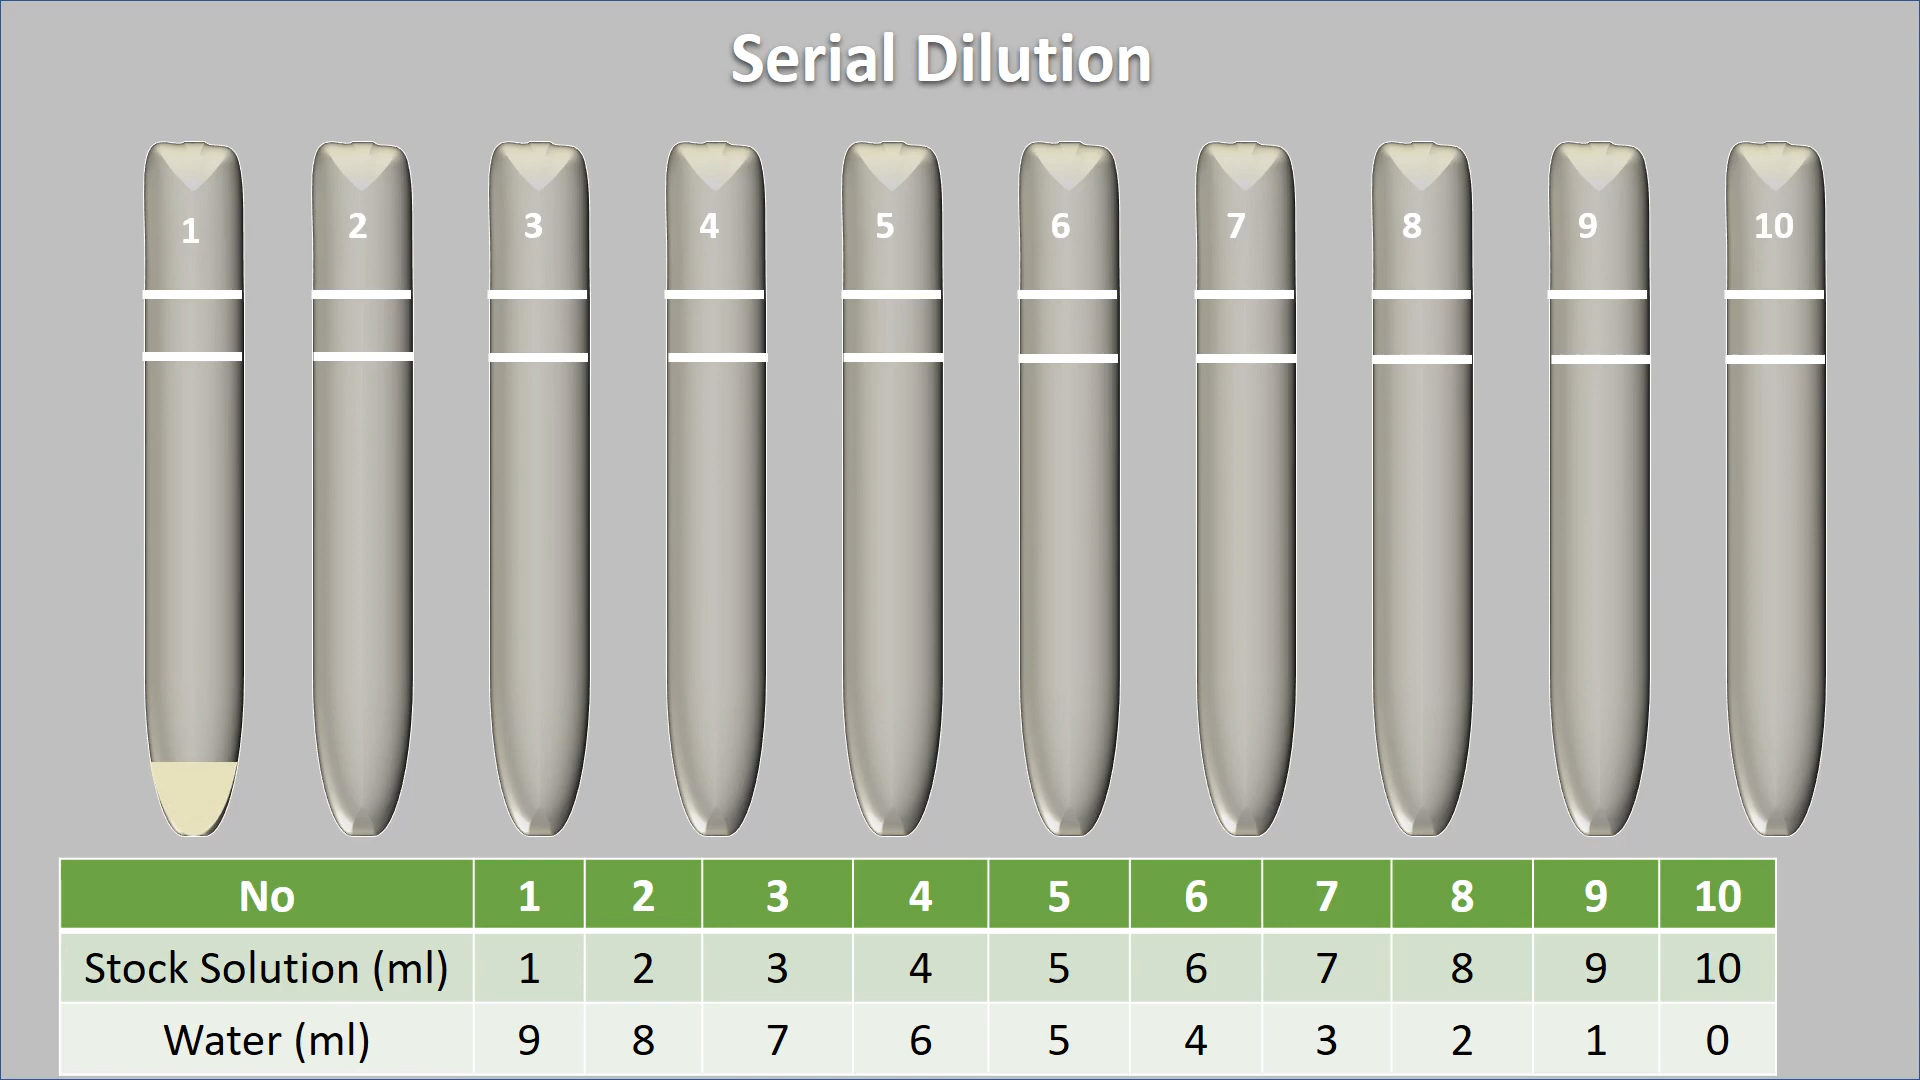 Serial Dilution
1 2 3 4 5 6 7 8 9 10
No 1 2 3 4 5 6 7 8 9 10
Stock Solution (ml) 1 2 3 4 5 6 7 8 9 10
Water (ml) 9 8 7 6 5 4 3 2 1 0